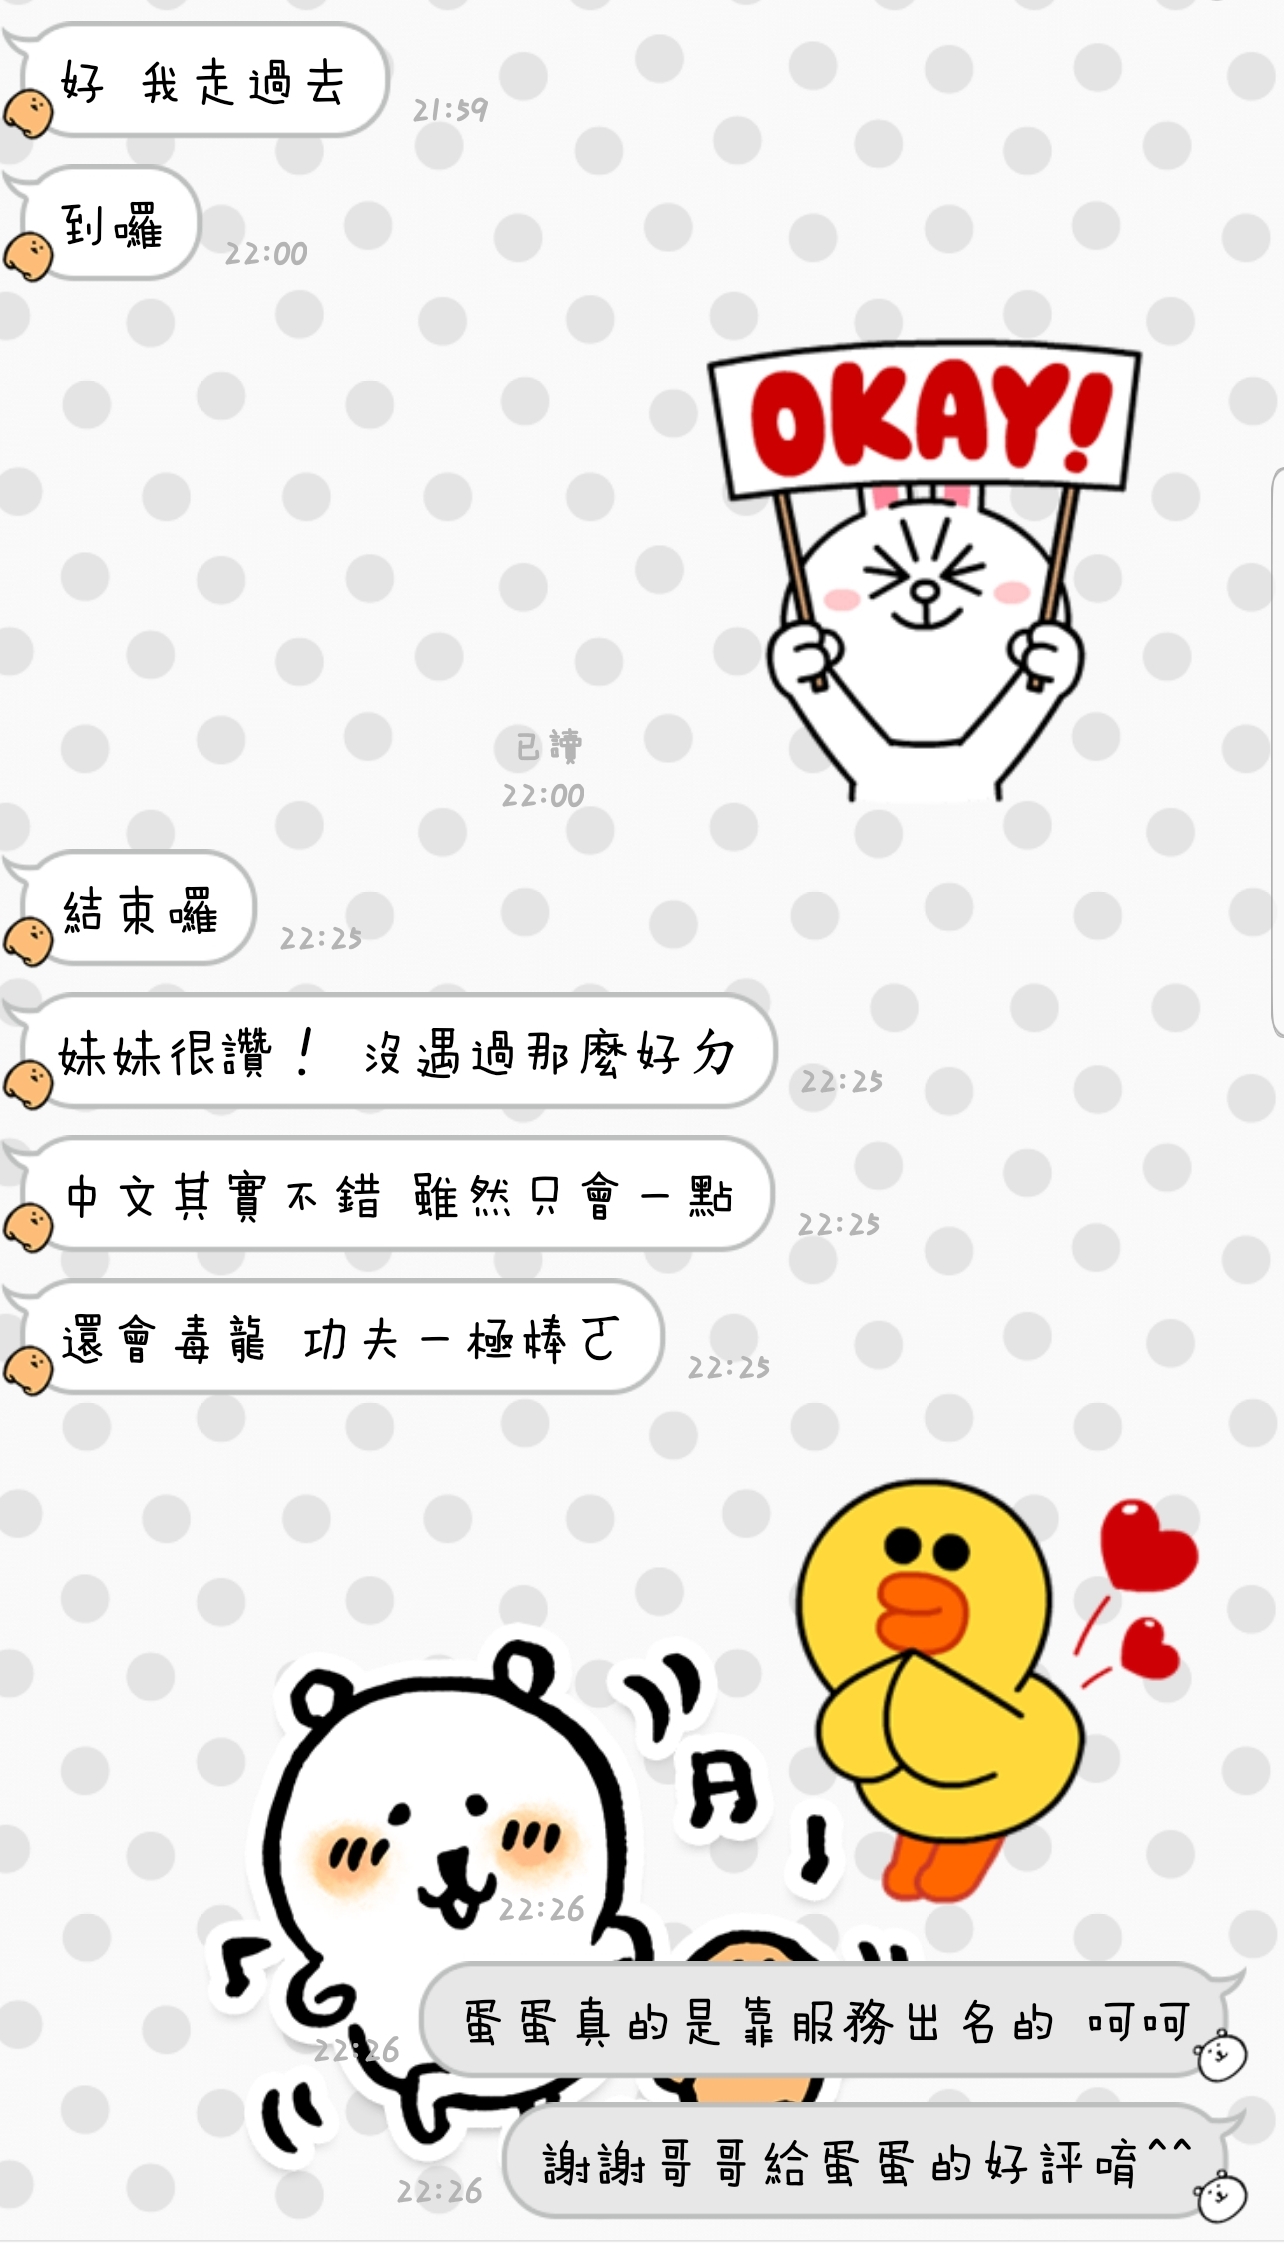 好 我走過去
21:59
到囉
22:00
OKAY!
已讀
22:00
結束囉
22:25
妹妹很讚！ 沒遇過那麼好ㄉ
22:25
中文其實不錯 雖然只會一點
22:25
還會毒龍 功夫一極棒ㄛ
22:25
22:26
蛋蛋真的是靠服務出名的 呵呵
22:26
謝謝哥哥給蛋蛋的好評唷^^
22:26